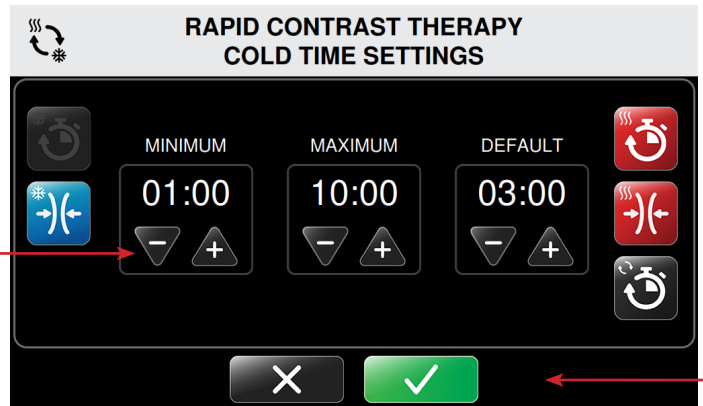 RAPID CONTRAST THERAPY
COLD TIME SETTINGS
MINIMUM MAXIMUM DEFAULT
01:00 10:00 03:00
- + - + - +